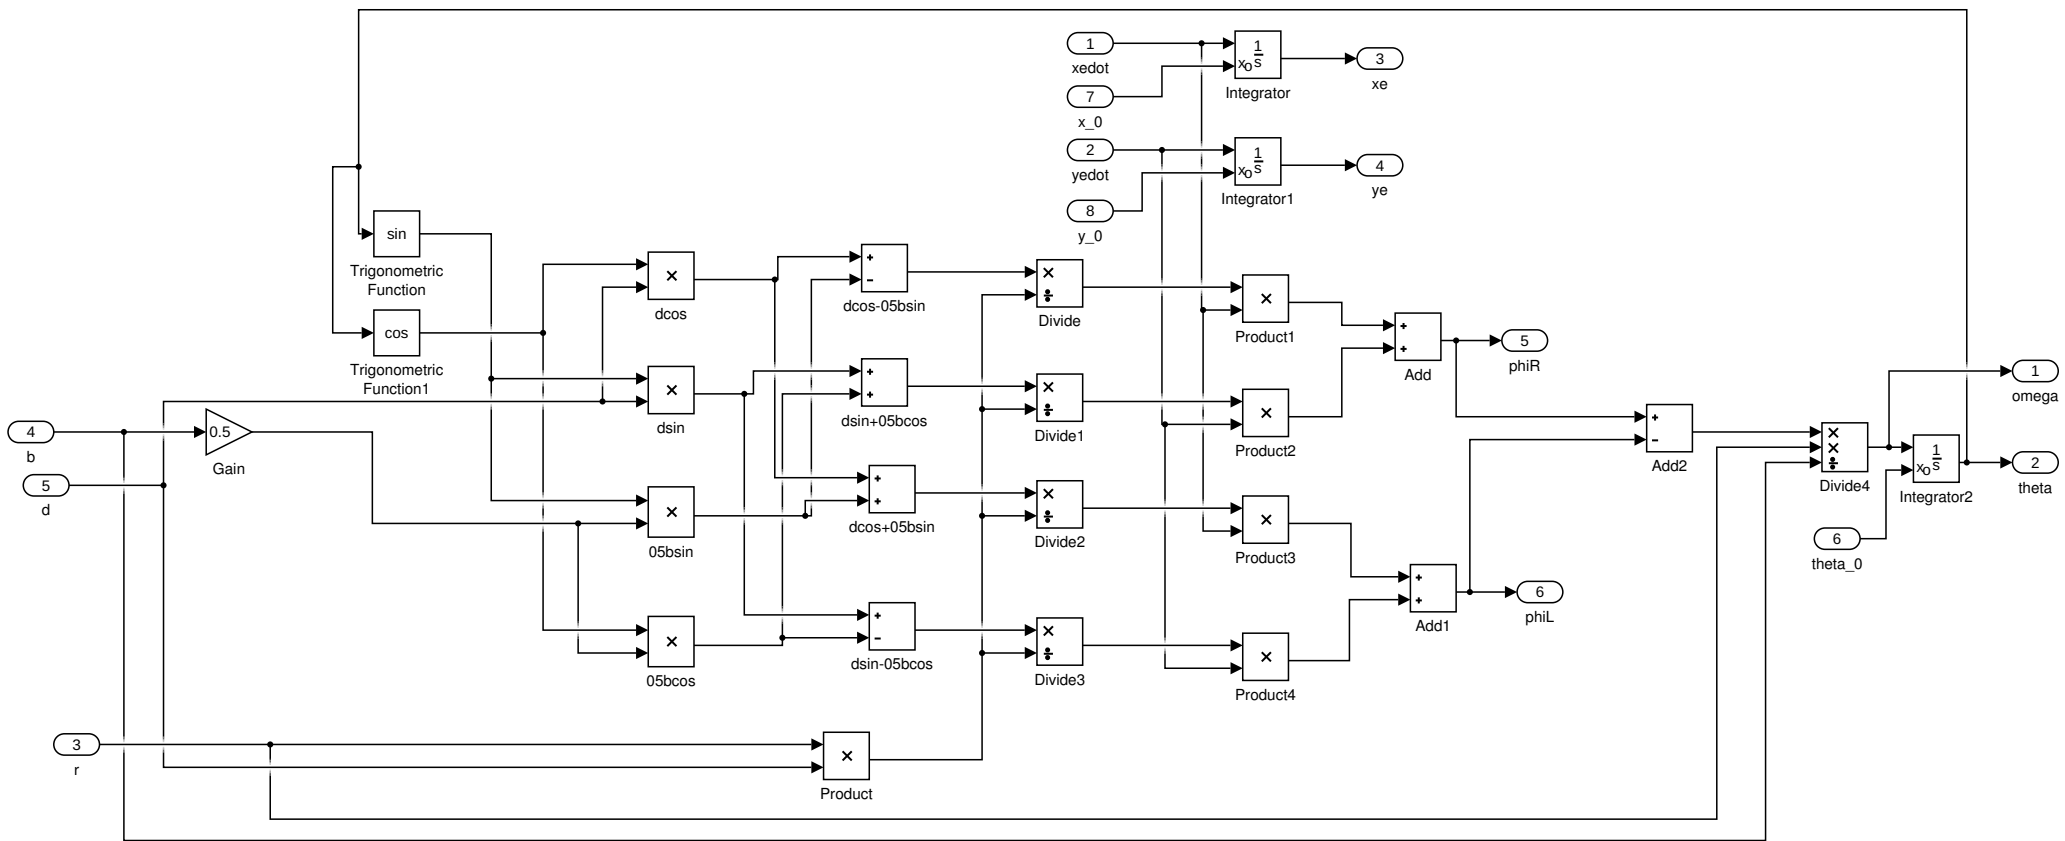 1
xedot
1
s
xo
Integrator
3
xe
7
x_0
2
yedot
1
s
xo
Integrator1
4
ye
8
y_0
sin
Trigonometric
Function
cos
Trigonometric
Function1
×
dcos
+
-
dcos-05bsin
×
÷
Divide
×
Product1
+
+
Add
5
phiR
×
dsin
+
+
dsin+05bcos
×
÷
Divide1
×
Product2
4
b
0.5
Gain
5
d
×
05bsin
+
+
dcos+05bsin
×
÷
Divide2
×
Product3
+
-
Add2
×
×
÷
Divide4
1
s
xo
Integrator2
1
omega
2
theta
6
theta_0
×
05bcos
+
-
dsin-05bcos
×
÷
Divide3
×
Product4
+
+
Add1
6
phiL
3
r
×
Product